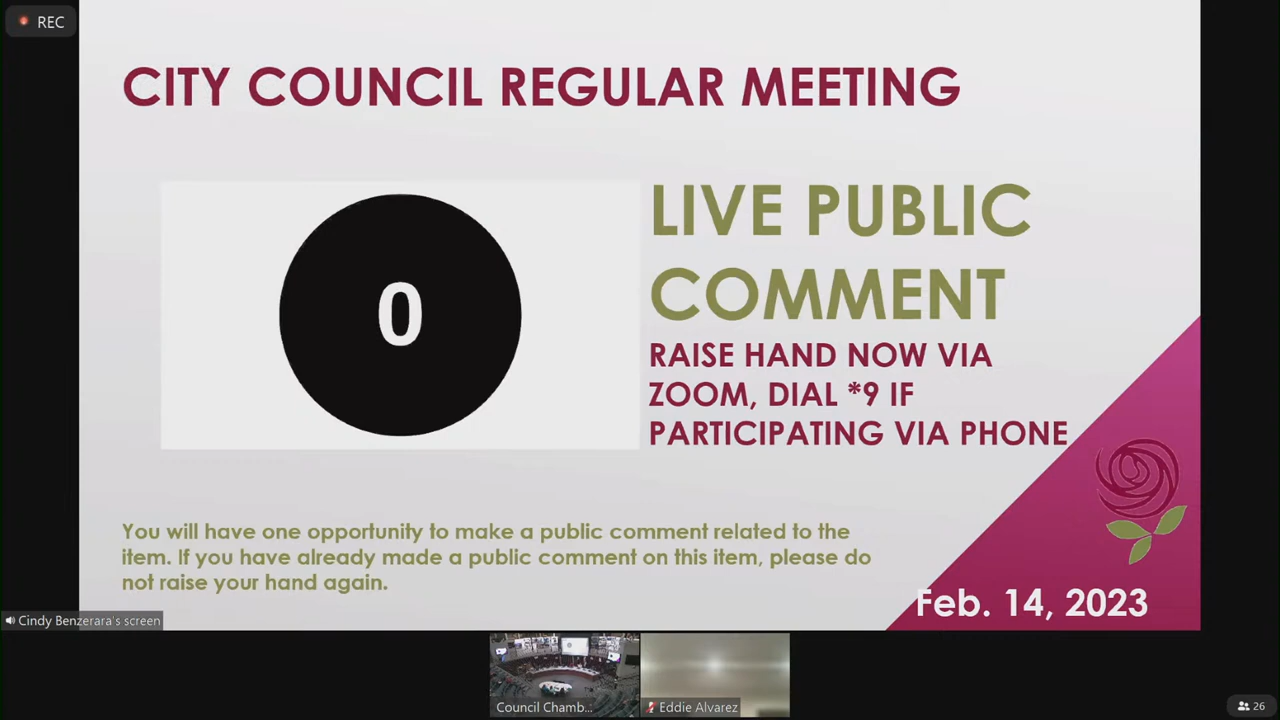 REC
CITY COUNCIL REGULAR MEETING
0
LIVE PUBLIC
COMMENT
RAISE HAND NOW VIA
ZOOM, DIAL *9 IF
PARTICIPATING VIA PHONE
You will have one opportunity to make a public comment related to the
item. If you have already made a public comment on this item, please do
not raise your hand again.
Feb. 14, 2023
Cindy Benzerara's screen
Council Chamb...
Eddie Alvarez
26